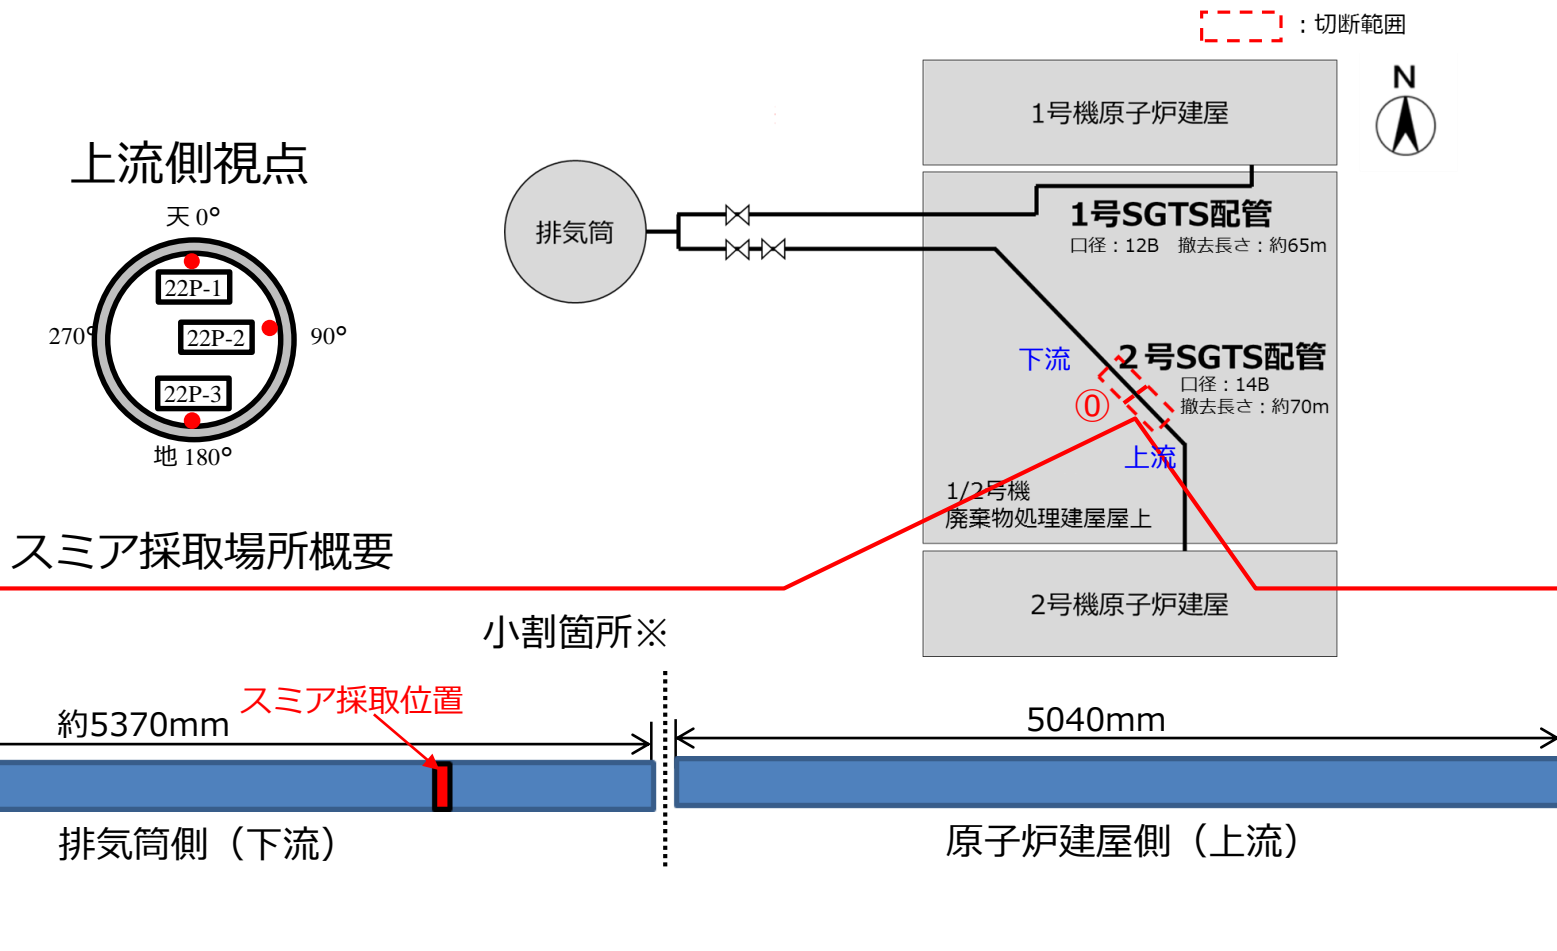 ：切断範囲
1号機原子炉建屋
N
上流側視点
天 0°
22P-1
270°
22P-2
90°
22P-3
地 180°
排気筒
1号SGTS配管
口径：12B　撤去長さ：約65m
下流
２号SGTS配管
口径：14B
撤去長さ：約70m
⓪
上流
1/2号機
廃棄物処理建屋屋上
スミア採取場所概要
2号機原子炉建屋
小割箇所※
スミア採取位置
約5370mm
5040mm
排気筒側（下流）
原子炉建屋側（上流）